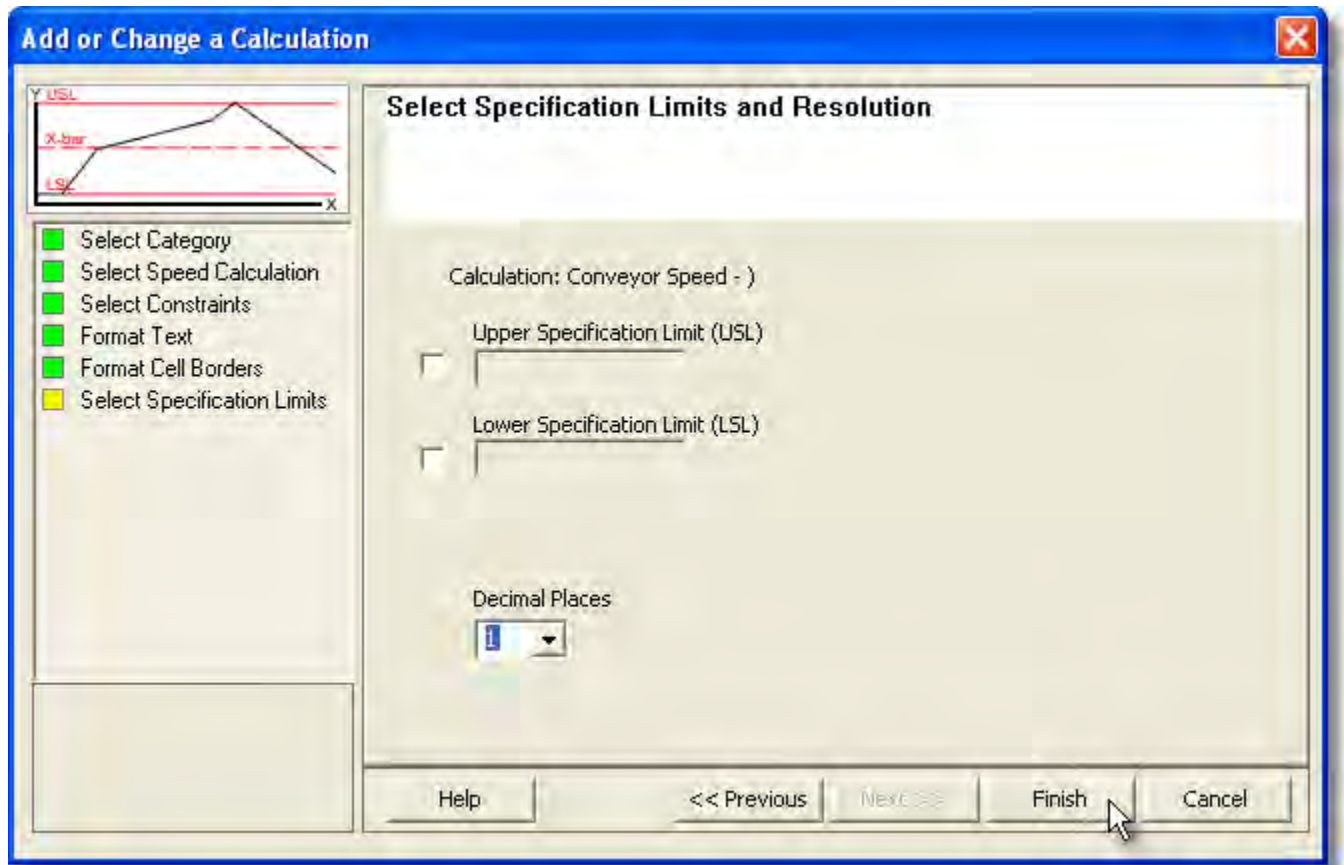 Add or Change a Calculation
Y USL
X-bar
LSL
X
Select Category
Select Speed Calculation
Select Constraints
Format Text
Format Cell Borders
Select Specification Limits
Select Specification Limits and Resolution
Calculation: Conveyor Speed - )
Upper Specification Limit (USL)
Lower Specification Limit (LSL)
Decimal Places
1
Help << Previous Next >> Finish Cancel